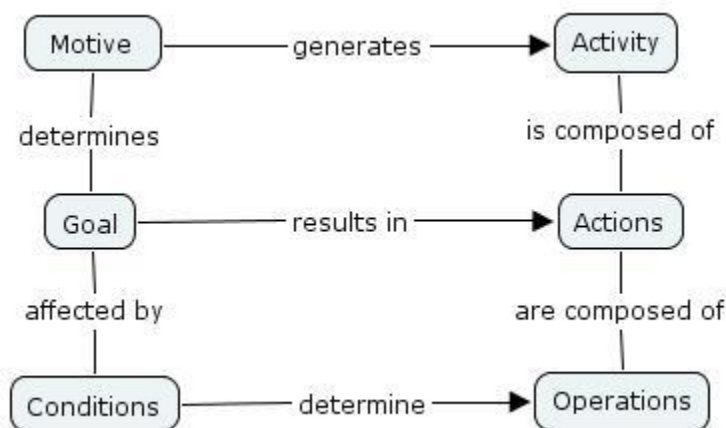 Motive
generates
Activity
determines
is composed of
Goal
results in
Actions
affected by
are composed of
Conditions
determine
Operations